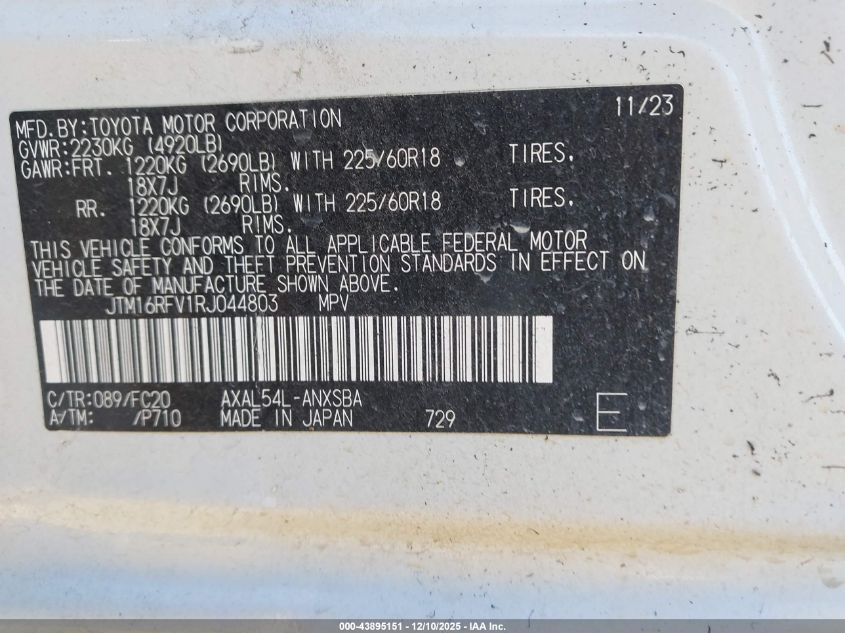 11/23
MFD.BY:TOYOTA MOTOR CORPORATION
GVWR:2230KG (4920LB)
GAWR:FRT. 1220KG (2690LB) WITH 225/60R18 TIRES.
18X7J RIMS.
RR. 1220KG (2690LB) WITH 225/60R18 TIRES.
18X7J RIMS.
THIS VEHICLE CONFORMS TO ALL APPLICABLE FEDERAL MOTOR
VEHICLE SAFETY AND THEFT PREVENTION STANDARDS IN EFFECT ON
THE DATE OF MANUFACTURE SHOWN ABOVE.
JTM16RFV1RJ044803 MPV
C/TR:089/FC20 AXAL54L-ANXSBA
A/TM: /P710 MADE IN JAPAN 729 E
000-43895151 — 12/10/2025 — IAA Inc.